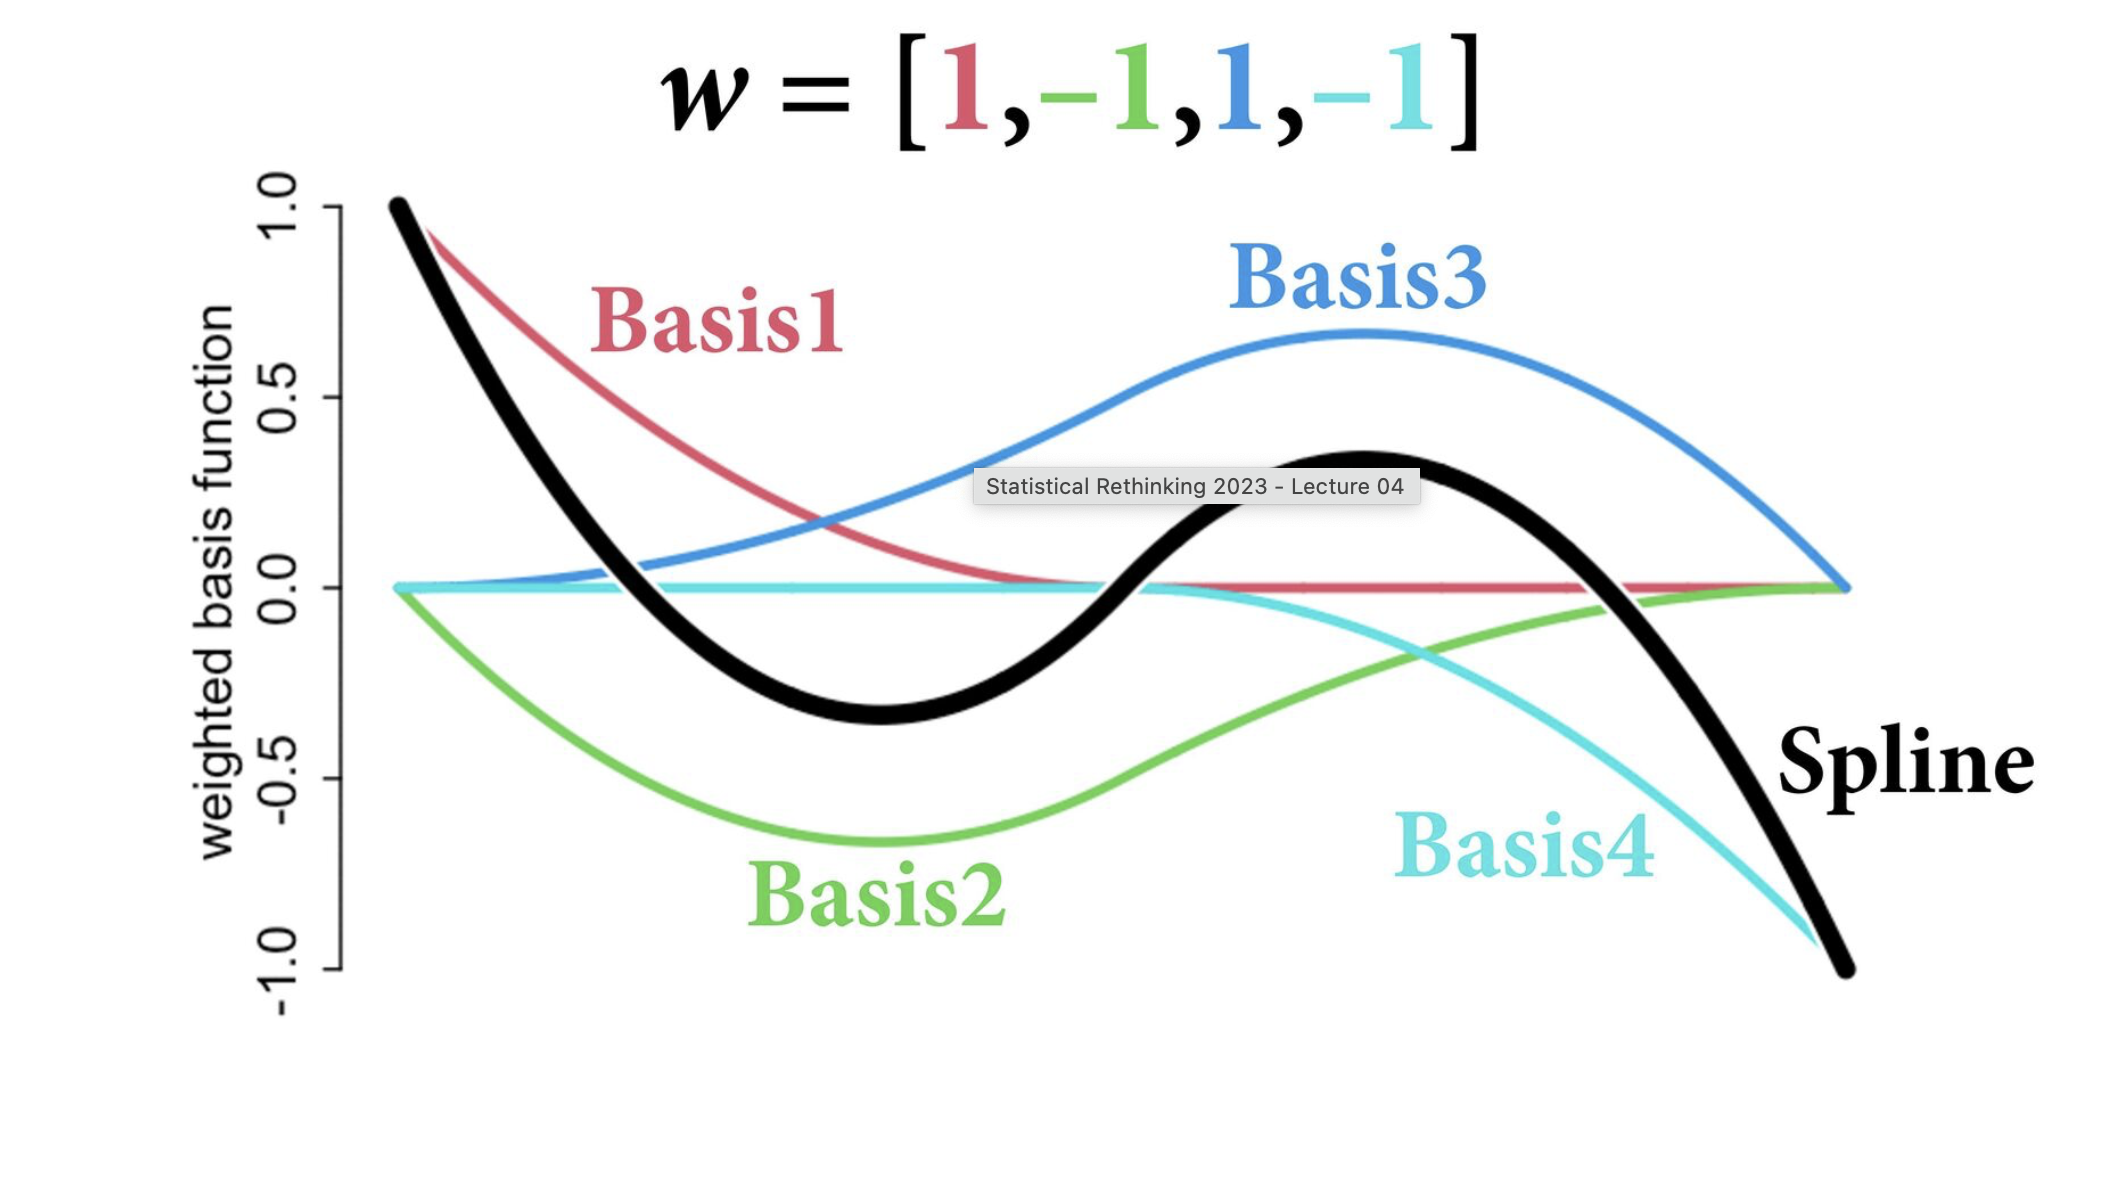 w = [1,–1,1,–1]
1.0
0.5
0.0
-0.5
-1.0
weighted basis function
Basis1
Basis3
Statistical Rethinking 2023 - Lecture 04
Spline
Basis4
Basis2